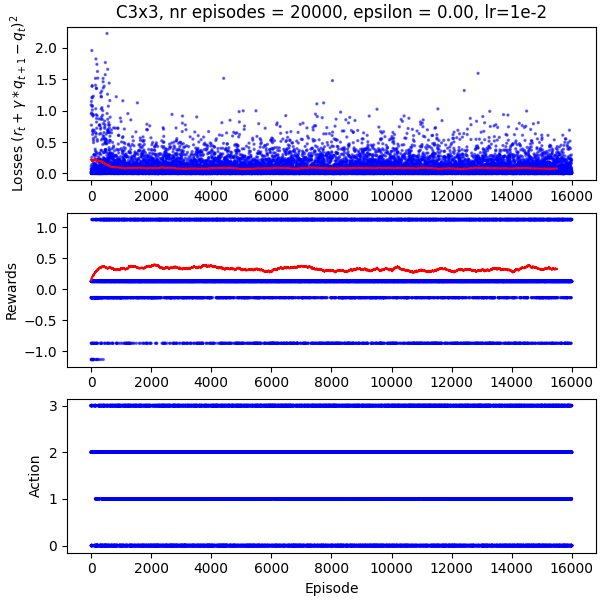 C3x3, nr episodes = 20000, epsilon = 0.00, lr=1e-2
Losses $(r_t + \gamma * q_{t+1} - q_t)^2$
2.0
1.5
1.0
0.5
0.0
0 2000 4000 6000 8000 10000 12000 14000 16000
Rewards
1.0
0.5
0.0
−0.5
−1.0
0 2000 4000 6000 8000 10000 12000 14000 16000
Action
3
2
1
0
0 2000 4000 6000 8000 10000 12000 14000 16000
Episode